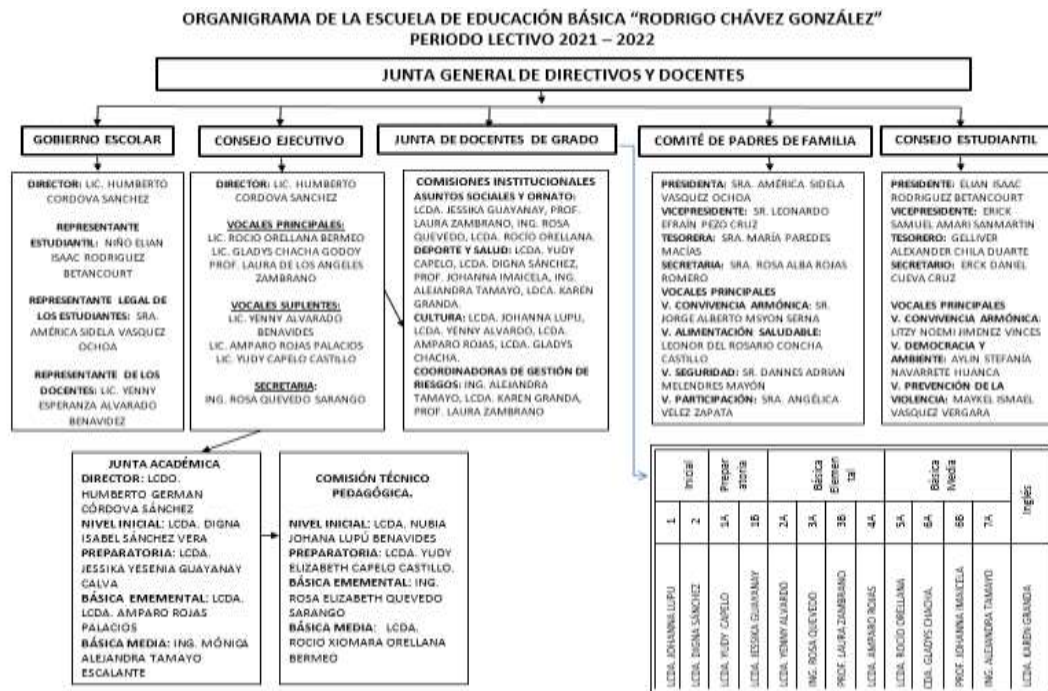 ORGANIGRAMA DE LA ESCUELA DE EDUCACIÓN BÁSICA “RODRIGO CHÁVEZ GONZÁLEZ”
PERIODO LECTIVO 2021 – 2022
JUNTA GENERAL DE DIRECTIVOS Y DOCENTES
GOBIERNO ESCOLAR
DIRECTOR: LIC. HUMBERTO
CORDOVA SANCHEZ
REPRESENTANTE
ESTUDIANTIL: NIÑO ELIAN
ISAAC RODRIGUEZ
BETANCOURT
REPRESENTANTE LEGAL DE
LOS ESTUDIANTES: SRA.
AMÉRICA SIDELA VASQUEZ
OCHOA
REPRESENTANTE DE LOS
DOCENTES: LIC. YENNY
ESPERANZA ALVARADO
BENAVIDEZ
CONSEJO EJECUTIVO
DIRECTOR: LIC. HUMBERTO
CORDOVA SANCHEZ
VOCALES PRINCIPALES:
LIC. ROCIO ORELLANA BERMEO
LIC. GLADYS CHACHA GODOY
PROF. LAURA DE LOS ANGELES
ZAMBRANO
VOCALES SUPLENTES:
LIC. YENNY ALVARADO
BENAVIDES
LIC. AMPARO ROJAS PALACIOS
LIC. YUDY CAPELO CASTILLO
SECRETARIA:
ING. ROSA QUEVEDO SARANGO
JUNTA DE DOCENTES DE GRADO
COMISIONES INSTITUCIONALES
ASUNTOS SOCIALES Y ORNATO:
LCDA. JESSIKA GUAYANAY, PROF.
LAURA ZAMBRANO, ING. ROSA
QUEVEDO, LCDA. ROCÍO ORELLANA.
DEPORTE Y SALUD: LCDA. YUDY
CAPELO, LCDA. DIGNA SÁNCHEZ,
PROF. JOHANNA IMAICELA, ING.
ALEJANDRA TAMAYO, LDCA. KAREN
GRANDA.
CULTURA: LCDA. JOHANNA LUPU,
LCDA. YENNY ALVARDO, LCDA.
AMPARO ROJAS, LCDA. GLADYS
CHACHA.
COORDINADORAS DE GESTIÓN DE
RIESGOS: ING. ALEJANDRA
TAMAYO, LCDA. KAREN GRANDA,
PROF. LAURA ZAMBRANO
COMITÉ DE PADRES DE FAMILIA
PRESIDENTA: SRA. AMÉRICA SIDELA
VASQUEZ OCHOA
VICEPRESIDENTE: SR. LEONARDO
EFRAÍN PEZO CRUZ
TESORERA: SRA. MARÍA PAREDES
MACÍAS
SECRETARIA: SRA. ROSA ALBA ROJAS
ROMERO
VOCALES PRINCIPALES
V. CONVIVENCIA ARMÓNICA: SR.
JORGE ALBERTO MSYON SERNA
V. ALIMENTACIÓN SALUDABLE:
LEONOR DEL ROSARIO CONCHA
CASTILLO
V. SEGURIDAD: SR. DANNES ADRIAN
MELENDRES MAYÓN
V. PARTICIPACIÓN: SRA. ANGÉLICA
VELEZ ZAPATA
CONSEJO ESTUDIANTIL
PRESIDENTE: ELIAN ISAAC
RODRIGUEZ BETANCOURT
VICEPRESIDENTE: ERICK
SAMUEL AMARI SANMARTIN
TESORERO: GELLIVER
ALEXANDER CHILA DUARTE
SECRETARIO: ERCK DANIEL
CUEVA CRUZ
VOCALES PRINCIPALES
V. CONVIVENCIA ARMÓNICA:
LITZY NOEMI JIMENEZ VINCES
V. DEMOCRACIA Y
AMBIENTE: AYLIN STEFANÍA
NAVARRETE HUANCA
V. PREVENCIÓN DE LA
VIOLENCIA: MAYKEL ISMAEL
VASQUEZ VERGARA
JUNTA ACADÉMICA
DIRECTOR: LCDO.
HUMBERTO GERMAN
CÓRDOVA SÁNCHEZ
NIVEL INICIAL: LCDA. DIGNA
ISABEL SÁNCHEZ VERA
PREPARATORIA: LCDA.
JESSIKA YESENIA GUAYANAY
CALVA
BÁSICA EMEMENTAL: LCDA.
LCDA. AMPARO ROJAS
PALACIOS
BÁSICA MEDIA: ING. MÓNICA
ALEJANDRA TAMAYO
ESCALANTE
COMISIÓN TÉCNICO
PEDAGÓGICA.
NIVEL INICIAL: LCDA. NUBIA
JOHANA LUPÚ BENAVIDES
PREPARATORIA: LCDA. YUDY
ELIZABETH CAPELO CASTILLO.
BÁSICA EMEMENTAL: ING.
ROSA ELIZABETH QUEVEDO
SARANGO
BÁSICA MEDIA: LCDA.
ROCIO XIOMARA ORELLANA
BERMEO
Inicial
Prepar
atoria
Básica
Elemen
tal
Básica
Media
Inglés
1
2
1A
1B
2A
3A
3B
4A
5A
6A
6B
7A
LCDA. JOHANNA LUPU
LCDA. DIGNA SÁNCHEZ
LCDA. YUDY CAPELO
LCDA. JESSIKA GUAYANAY
LCDA. YENNY ALVARDO
ING. ROSA QUEVEDO
PROF. LAURA ZAMBRANO
LCDA. AMPARO ROJAS
LCDA. ROCÍO ORELLANA
LCDA. GLADYS CHACHA
PROF. JOHANNA IMAICELA
ING. ALEJANDRA TAMAYO
LCDA. KAREN GRANDA